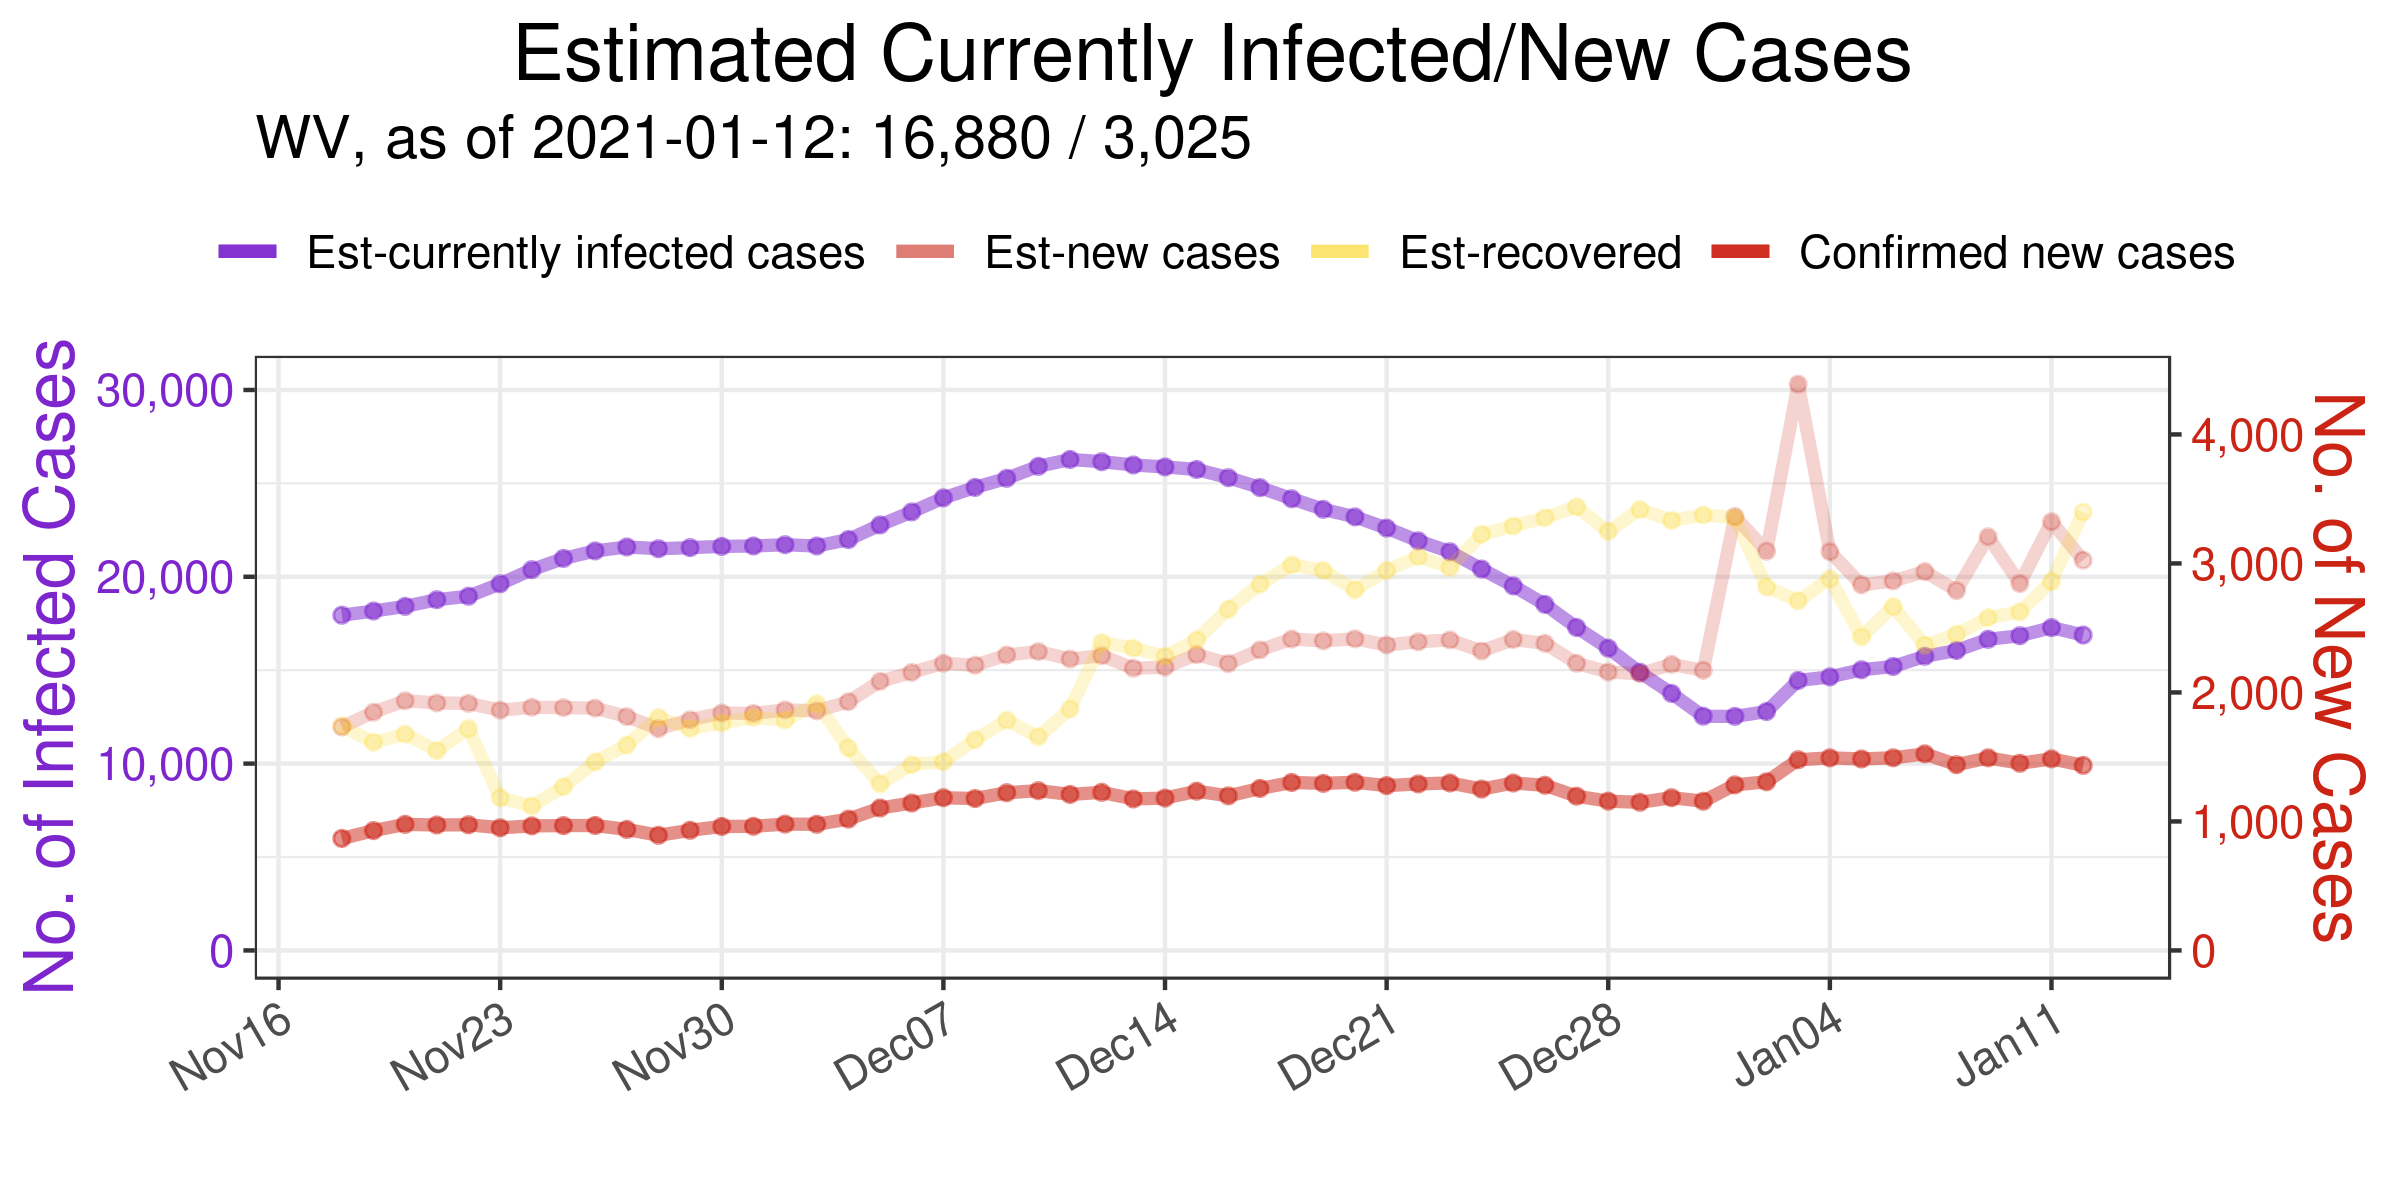 Estimated Currently Infected/New Cases
WV, as of 2021-01-12: 16,880 / 3,025
Est-currently infected cases Est-new cases Est-recovered Confirmed new cases
No. of Infected Cases
30,000
20,000
10,000
0
4,000
3,000
2,000
1,000
0
No. of New Cases
Nov16 Nov23 Nov30 Dec07 Dec14 Dec21 Dec28 Jan04 Jan11